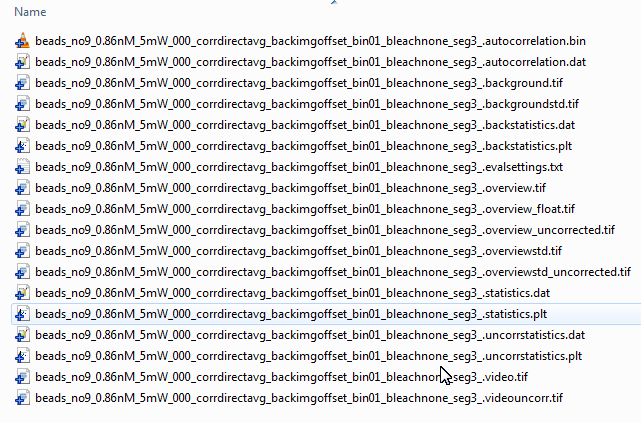 Name
beads_no9_0.86nM_5mW_000_corrdirectavg_backimgoffset_bin01_bleachnone_seg3_.autocorrelation.bin
beads_no9_0.86nM_5mW_000_corrdirectavg_backimgoffset_bin01_bleachnone_seg3_.autocorrelation.dat
beads_no9_0.86nM_5mW_000_corrdirectavg_backimgoffset_bin01_bleachnone_seg3_.background.tif
beads_no9_0.86nM_5mW_000_corrdirectavg_backimgoffset_bin01_bleachnone_seg3_.backgroundstd.tif
beads_no9_0.86nM_5mW_000_corrdirectavg_backimgoffset_bin01_bleachnone_seg3_.backstatistics.dat
beads_no9_0.86nM_5mW_000_corrdirectavg_backimgoffset_bin01_bleachnone_seg3_.backstatistics.plt
beads_no9_0.86nM_5mW_000_corrdirectavg_backimgoffset_bin01_bleachnone_seg3_.evalsettings.txt
beads_no9_0.86nM_5mW_000_corrdirectavg_backimgoffset_bin01_bleachnone_seg3_.overview.tif
beads_no9_0.86nM_5mW_000_corrdirectavg_backimgoffset_bin01_bleachnone_seg3_.overview_float.tif
beads_no9_0.86nM_5mW_000_corrdirectavg_backimgoffset_bin01_bleachnone_seg3_.overview_uncorrected.tif
beads_no9_0.86nM_5mW_000_corrdirectavg_backimgoffset_bin01_bleachnone_seg3_.overviewstd.tif
beads_no9_0.86nM_5mW_000_corrdirectavg_backimgoffset_bin01_bleachnone_seg3_.overviewstd_uncorrected.tif
beads_no9_0.86nM_5mW_000_corrdirectavg_backimgoffset_bin01_bleachnone_seg3_.statistics.dat
beads_no9_0.86nM_5mW_000_corrdirectavg_backimgoffset_bin01_bleachnone_seg3_.statistics.plt
beads_no9_0.86nM_5mW_000_corrdirectavg_backimgoffset_bin01_bleachnone_seg3_.uncorrstatistics.dat
beads_no9_0.86nM_5mW_000_corrdirectavg_backimgoffset_bin01_bleachnone_seg3_.uncorrstatistics.plt
beads_no9_0.86nM_5mW_000_corrdirectavg_backimgoffset_bin01_bleachnone_seg3_.video.tif
beads_no9_0.86nM_5mW_000_corrdirectavg_backimgoffset_bin01_bleachnone_seg3_.videouncorr.tif